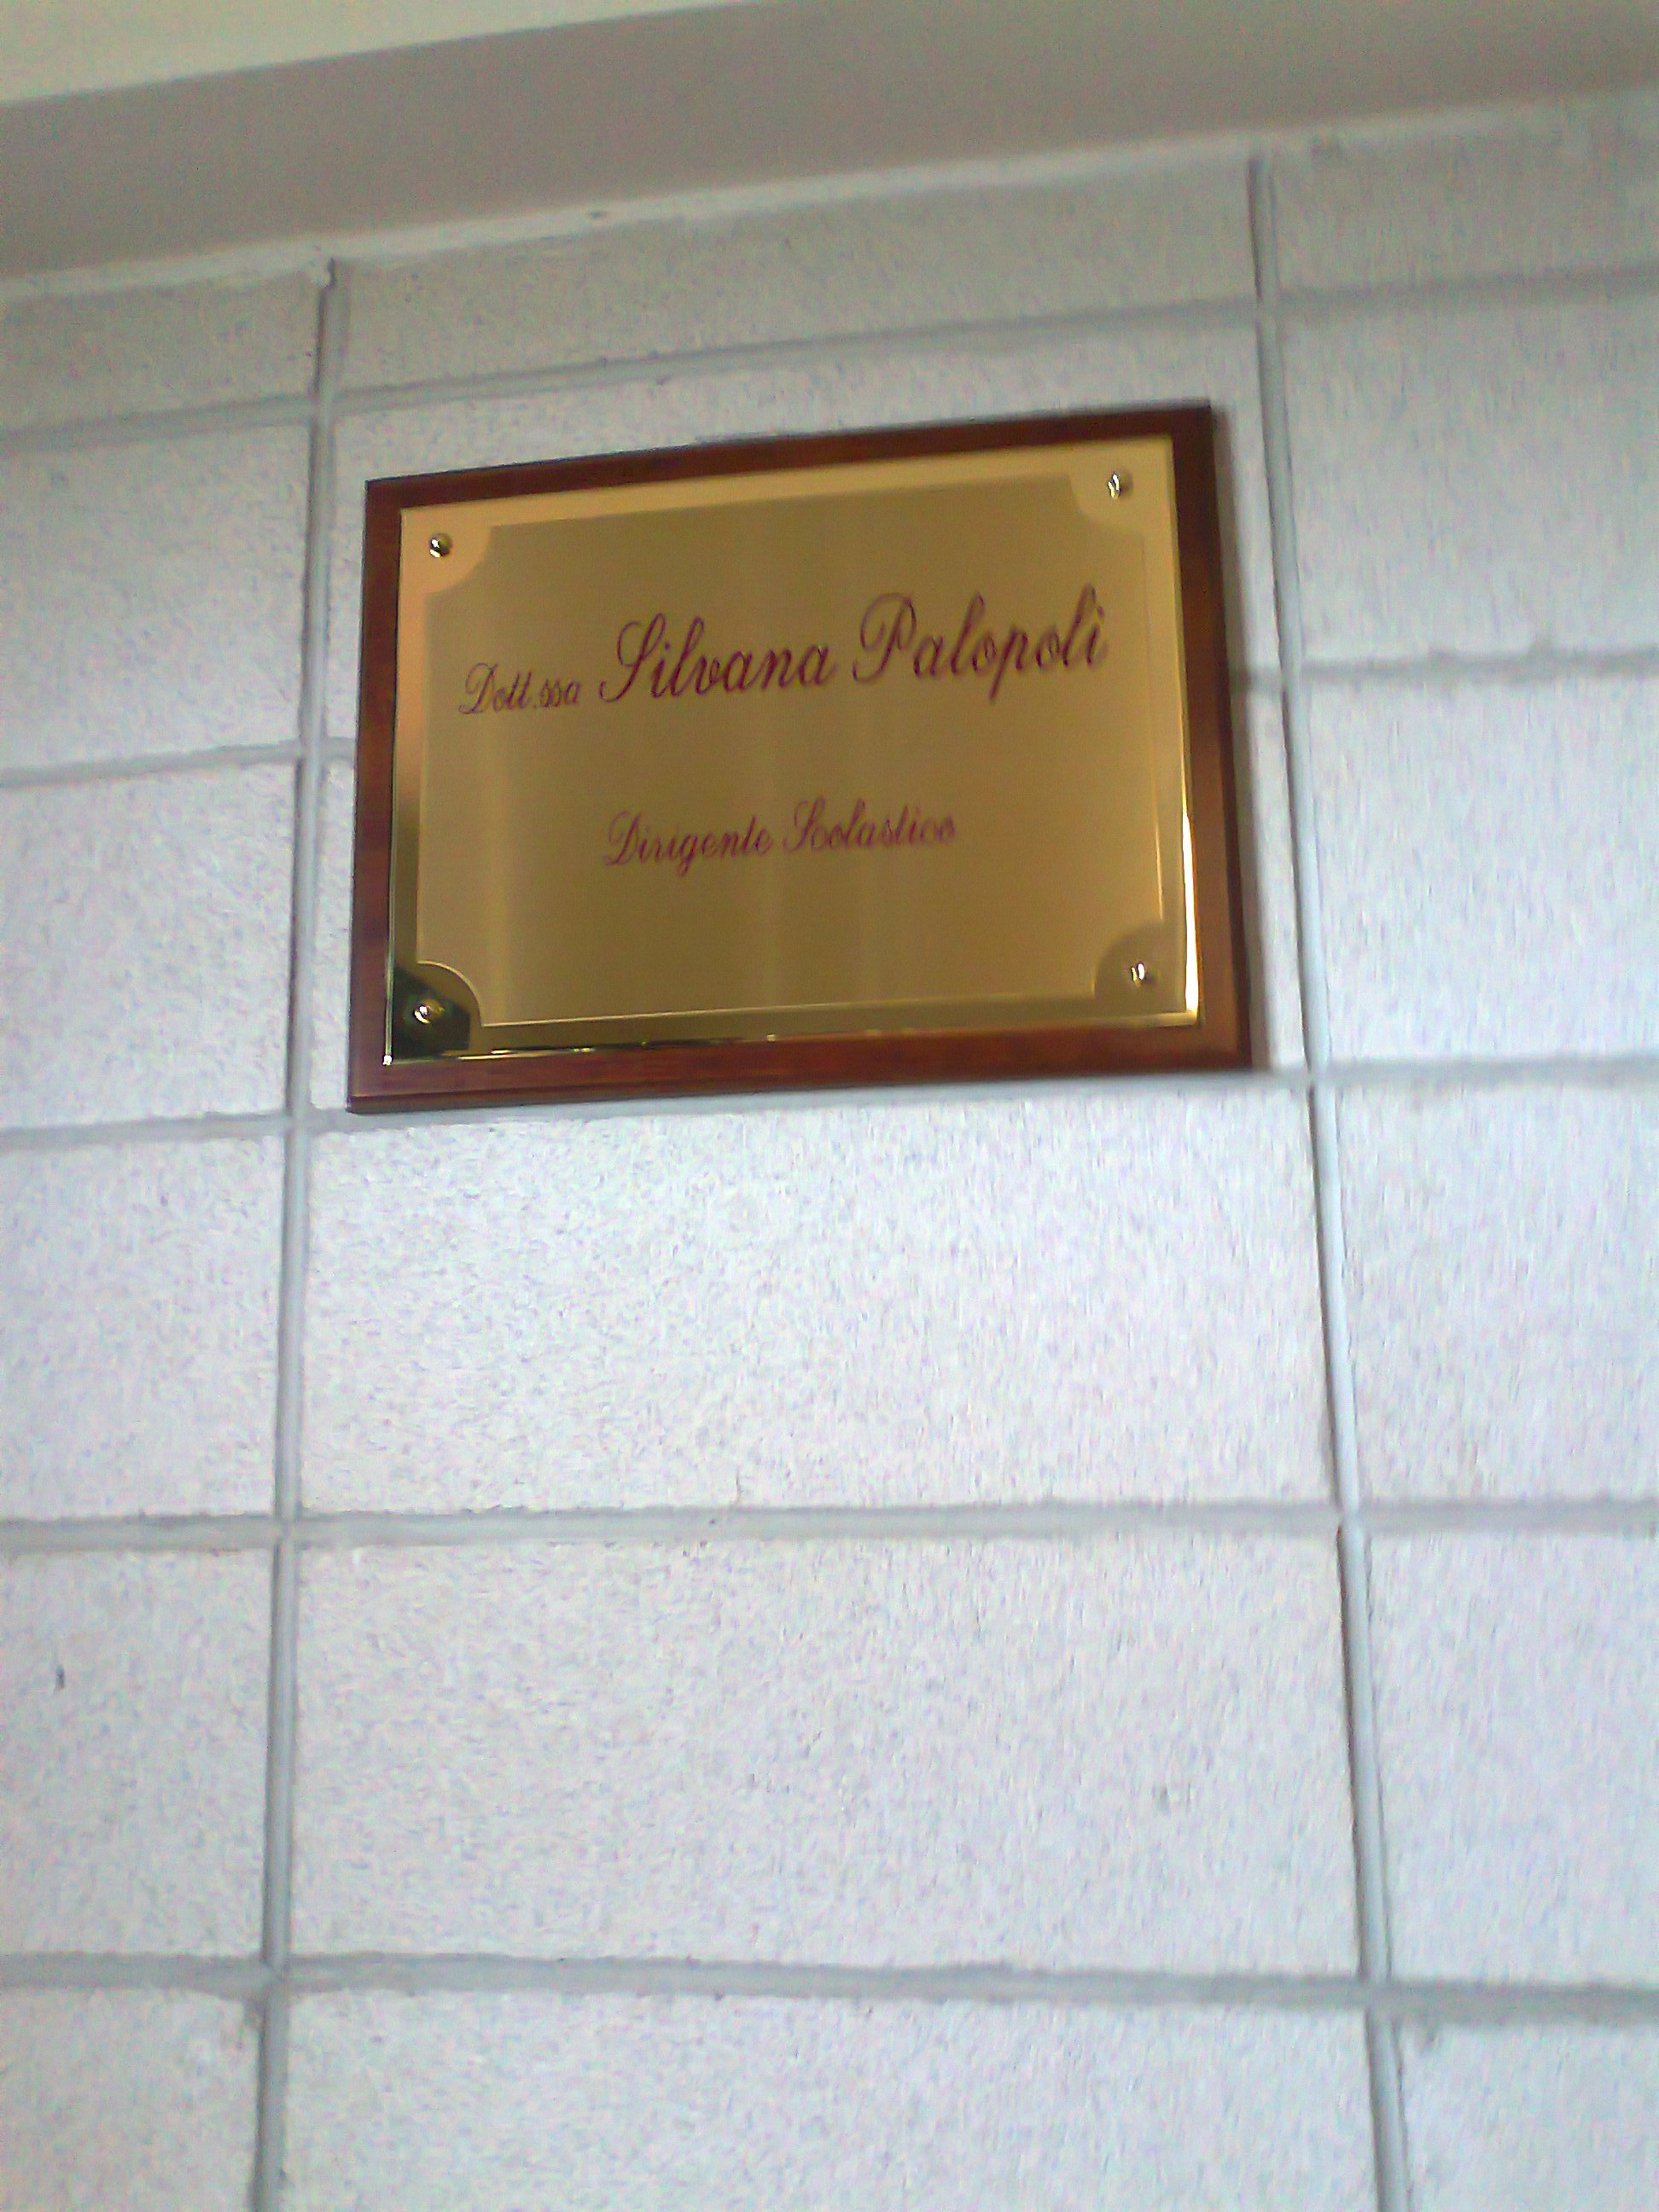 Dott.ssa Silvana Palopoli
Dirigente Scolastico